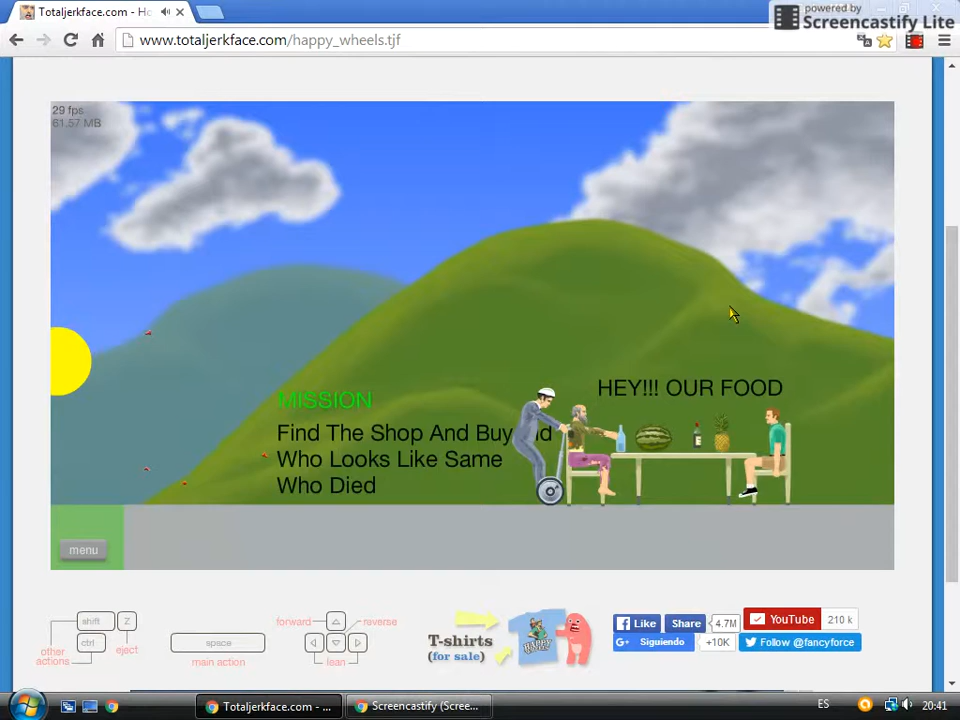 Totaljerkface.com - Ho
powered by
Screencastify Lite
www.totaljerkface.com/happy_wheels.tjf
29 fps
61.57 MB
HEY!!! OUR FOOD
MISSION
Find The Shop And Buy
Who Looks Like Same
Who Died
E
menu
shift
Z
ctrl
other actions
eject
space
main action
forward
reverse
lean
T-shirts
(for sale)
Like
Share
4.7M
YouTube
210 k
Siguiendo
+10K
Follow @fancyforce
Totaljerkface.com - ...
Screencastify (Scree...
ES
20:41